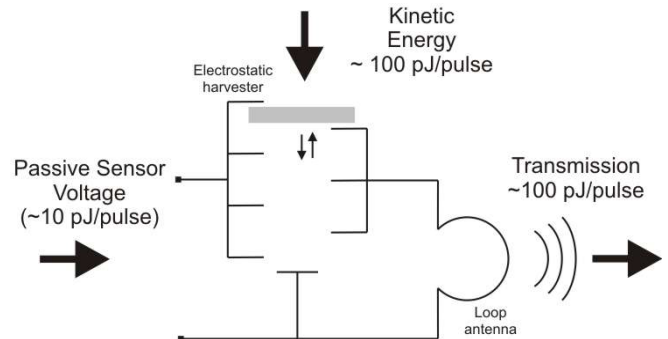 Kinetic
Energy
~ 100 pJ/pulse
Electrostatic
harvester
Passive Sensor
Voltage
(~10 pJ/pulse)
Transmission
~100 pJ/pulse
Loop
antenna